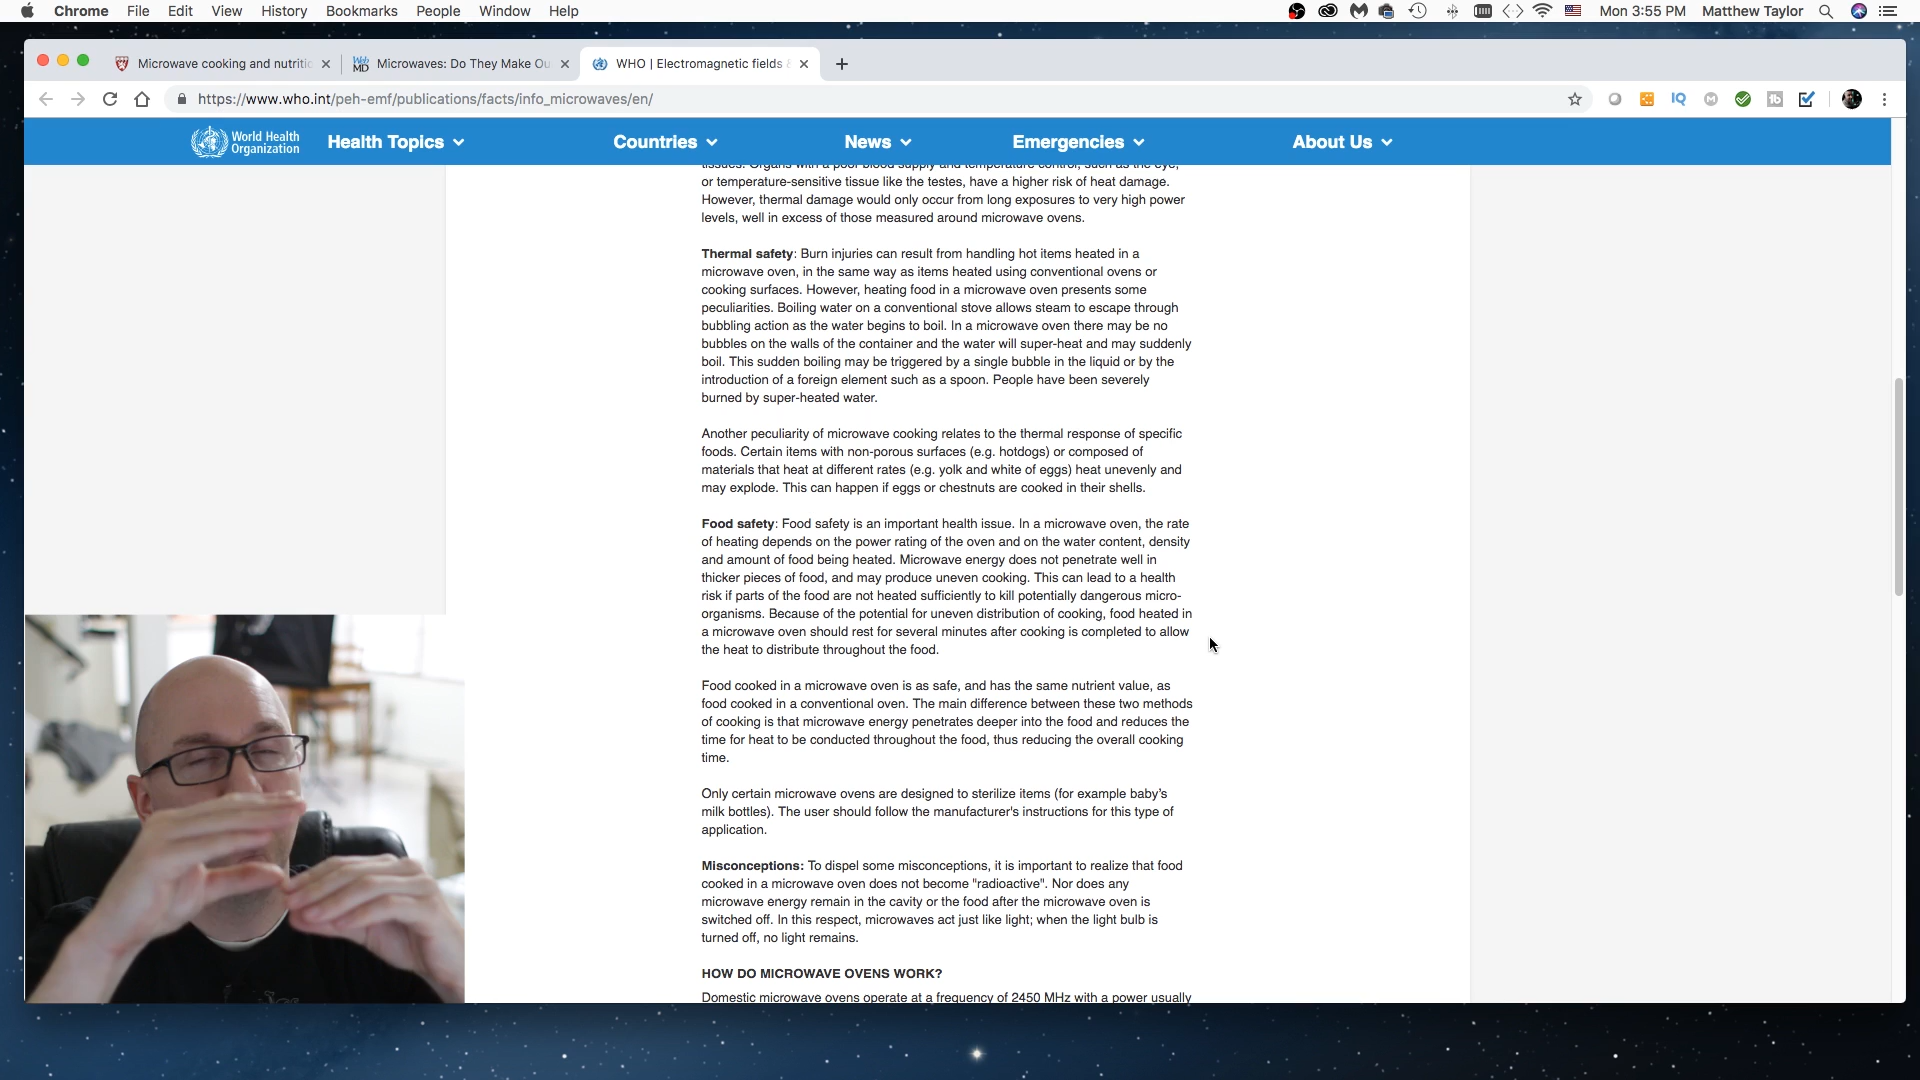 Chrome File Edit View History Bookmarks People Window Help Mon 3:55 PM Matthew Taylor
Microwave cooking and nutritio
Web MD Microwaves: Do They Make Ou
WHO | Electromagnetic fields &
https://www.who.int/peh-emf/publications/facts/info_microwaves/en/
World Health
Organization
Health Topics Countries News Emergencies About Us
tissues. Organs with a poor blood supply and temperature control, such as the eye,
or temperature-sensitive tissue like the testes, have a higher risk of heat damage.
However, thermal damage would only occur from long exposures to very high power
levels, well in excess of those measured around microwave ovens.
Thermal safety: Burn injuries can result from handling hot items heated in a
microwave oven, in the same way as items heated using conventional ovens or
cooking surfaces. However, heating food in a microwave oven presents some
peculiarities. Boiling water on a conventional stove allows steam to escape through
bubbling action as the water begins to boil. In a microwave oven there may be no
bubbles on the walls of the container and the water will super-heat and may suddenly
boil. This sudden boiling may be triggered by a single bubble in the liquid or by the
introduction of a foreign element such as a spoon. People have been severely
burned by super-heated water.
Another peculiarity of microwave cooking relates to the thermal response of specific
foods. Certain items with non-porous surfaces (e.g. hotdogs) or composed of
materials that heat at different rates (e.g. yolk and white of eggs) heat unevenly and
may explode. This can happen if eggs or chestnuts are cooked in their shells.
Food safety: Food safety is an important health issue. In a microwave oven, the rate
of heating depends on the power rating of the oven and on the water content, density
and amount of food being heated. Microwave energy does not penetrate well in
thicker pieces of food, and may produce uneven cooking. This can lead to a health
risk if parts of the food are not heated sufficiently to kill potentially dangerous micro-
organisms. Because of the potential for uneven distribution of cooking, food heated in
a microwave oven should rest for several minutes after cooking is completed to allow
the heat to distribute throughout the food.
Food cooked in a microwave oven is as safe, and has the same nutrient value, as
food cooked in a conventional oven. The main difference between these two methods
of cooking is that microwave energy penetrates deeper into the food and reduces the
time for heat to be conducted throughout the food, thus reducing the overall cooking
time.
Only certain microwave ovens are designed to sterilize items (for example baby's
milk bottles). The user should follow the manufacturer's instructions for this type of
application.
Misconceptions: To dispel some misconceptions, it is important to realize that food
cooked in a microwave oven does not become "radioactive". Nor does any
microwave energy remain in the cavity or the food after the microwave oven is
switched off. In this respect, microwaves act just like light; when the light bulb is
turned off, no light remains.
HOW DO MICROWAVE OVENS WORK?
Domestic microwave ovens operate at a frequency of 2450 MHz with a power usually